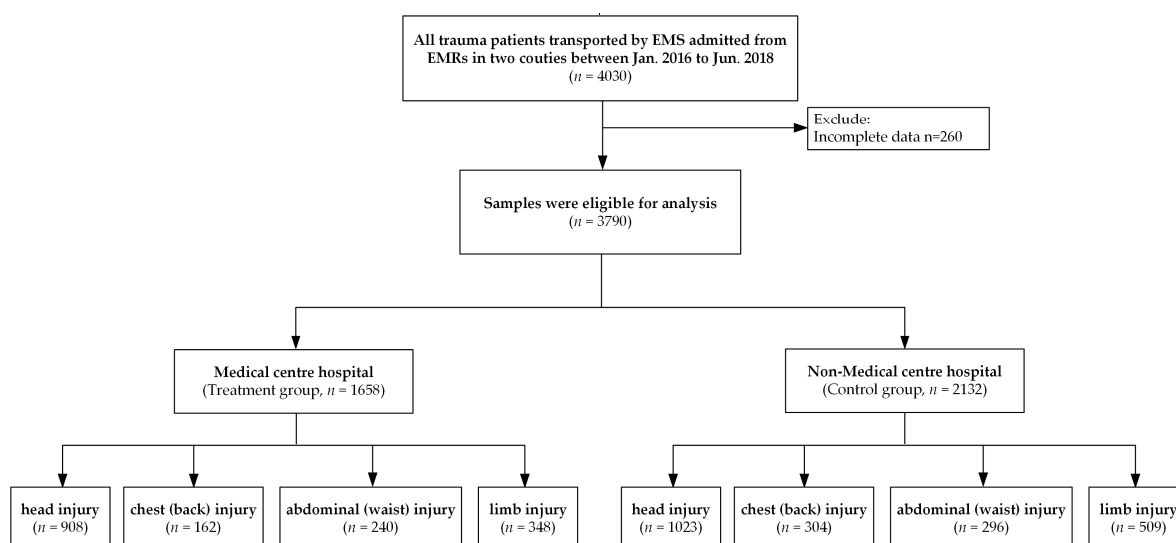 All trauma patients transported by EMS admitted from
EMRs in two couties between Jan. 2016 to Jun. 2018
(n = 4030)
Exclude:
Incomplete data n=260
Samples were eligible for analysis
(n = 3790)
Medical centre hospital
(Treatment group, n = 1658)
Non-Medical centre hospital
(Control group, n = 2132)
head injury
(n = 908)
chest (back) injury
(n = 162)
abdominal (waist) injury
(n = 240)
limb injury
(n = 348)
head injury
(n = 1023)
chest (back) injury
(n = 304)
abdominal (waist) injury
(n = 296)
limb injury
(n = 509)